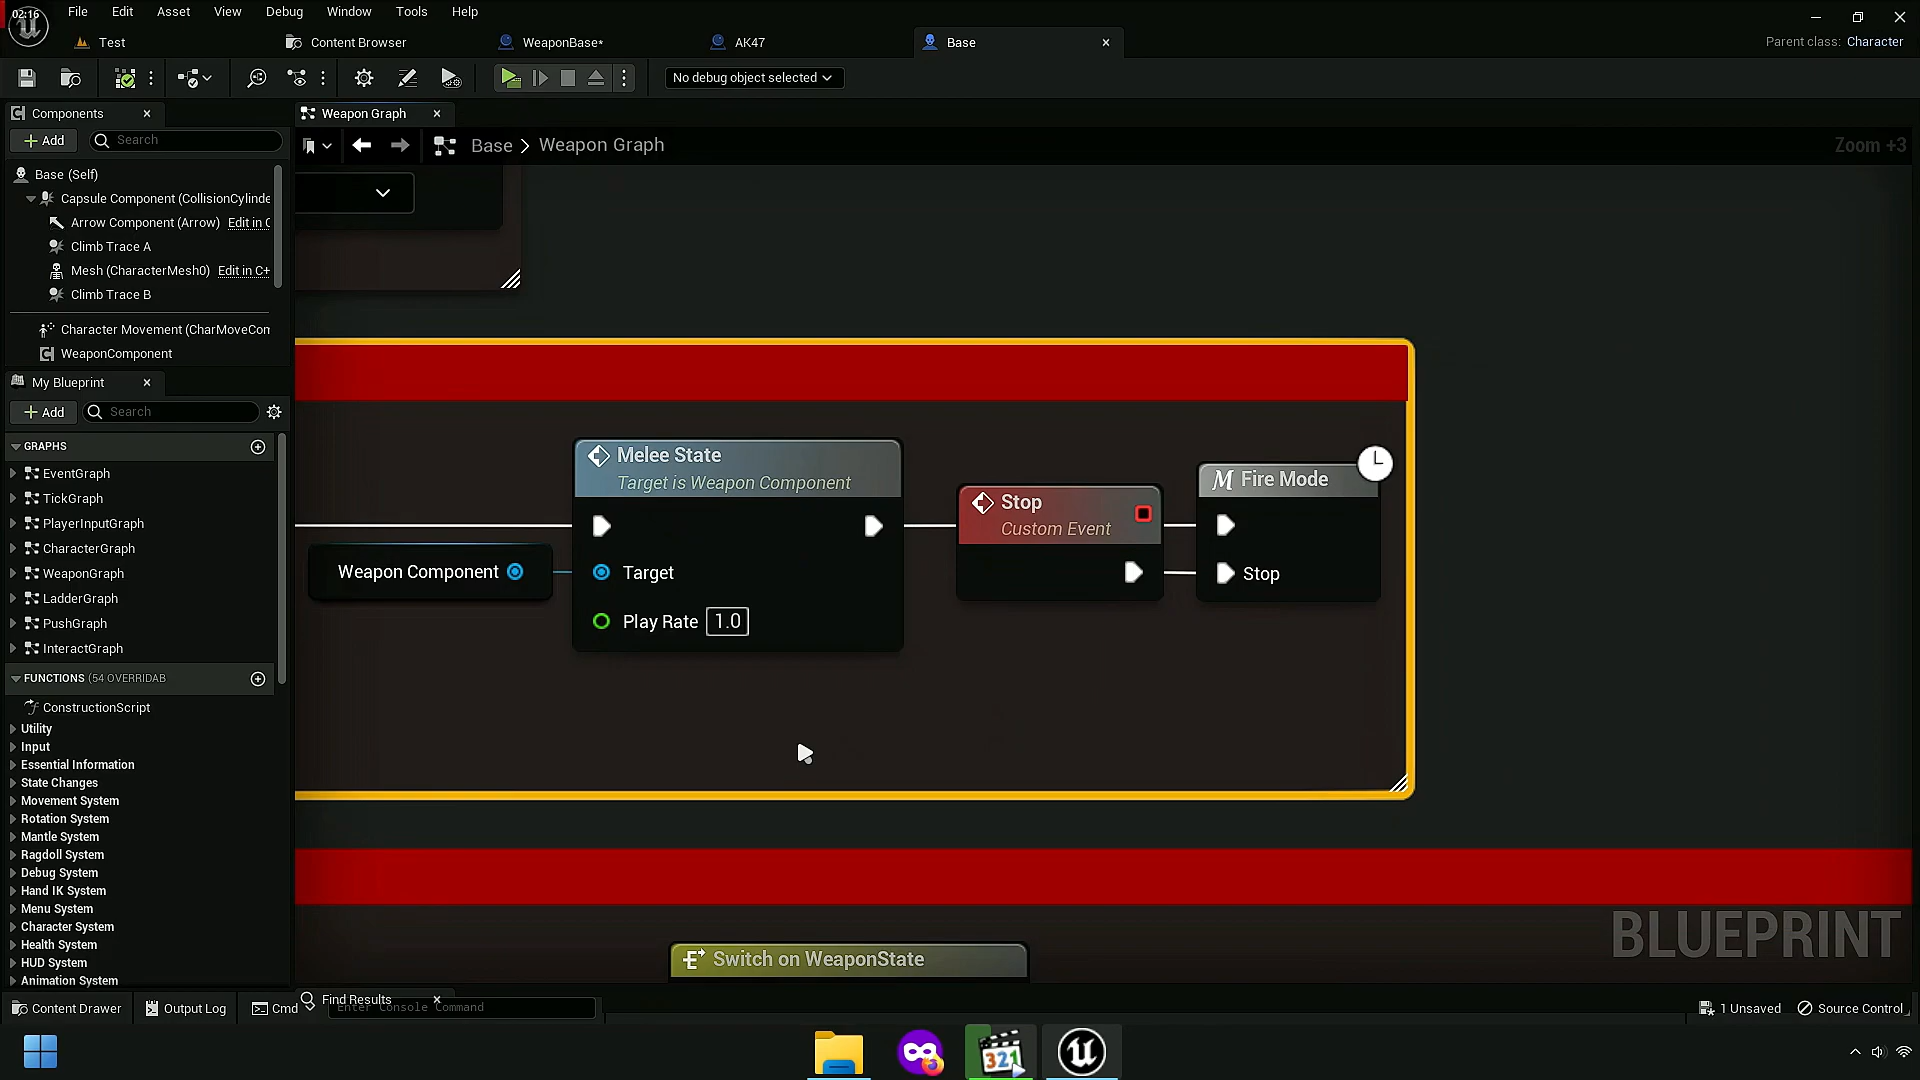 02:16
File Edit Asset View Debug Window Tools Help
Test Content Browser WeaponBase* AK47 Base
Parent class: Character
No debug object selected
Components
Weapon Graph
Add Search
Base > Weapon Graph
Zoom +3
Base (Self)
Capsule Component (CollisionCylinde
Arrow Component (Arrow) Edit in C
Climb Trace A
Mesh (CharacterMesh0) Edit in C+
Climb Trace B
Character Movement (CharMoveCon
WeaponComponent
My Blueprint
Add Search
GRAPHS
EventGraph
TickGraph
PlayerInputGraph
CharacterGraph
WeaponGraph
LadderGraph
PushGraph
InteractGraph
FUNCTIONS (54 OVERRIDAB
ConstructionScript
Utility
Input
Essential Information
State Changes
Movement System
Rotation System
Mantle System
Ragdoll System
Debug System
Hand IK System
Menu System
Character System
Health System
HUD System
Animation System
Melee State
Target is Weapon Component
Weapon Component
Target
Play Rate 1.0
Stop
Custom Event
Fire Mode
Stop
Switch on WeaponState
BLUEPRINT
Find Results
Content Drawer Output Log Cmd Enter Console Command
1 Unsaved Source Control
321